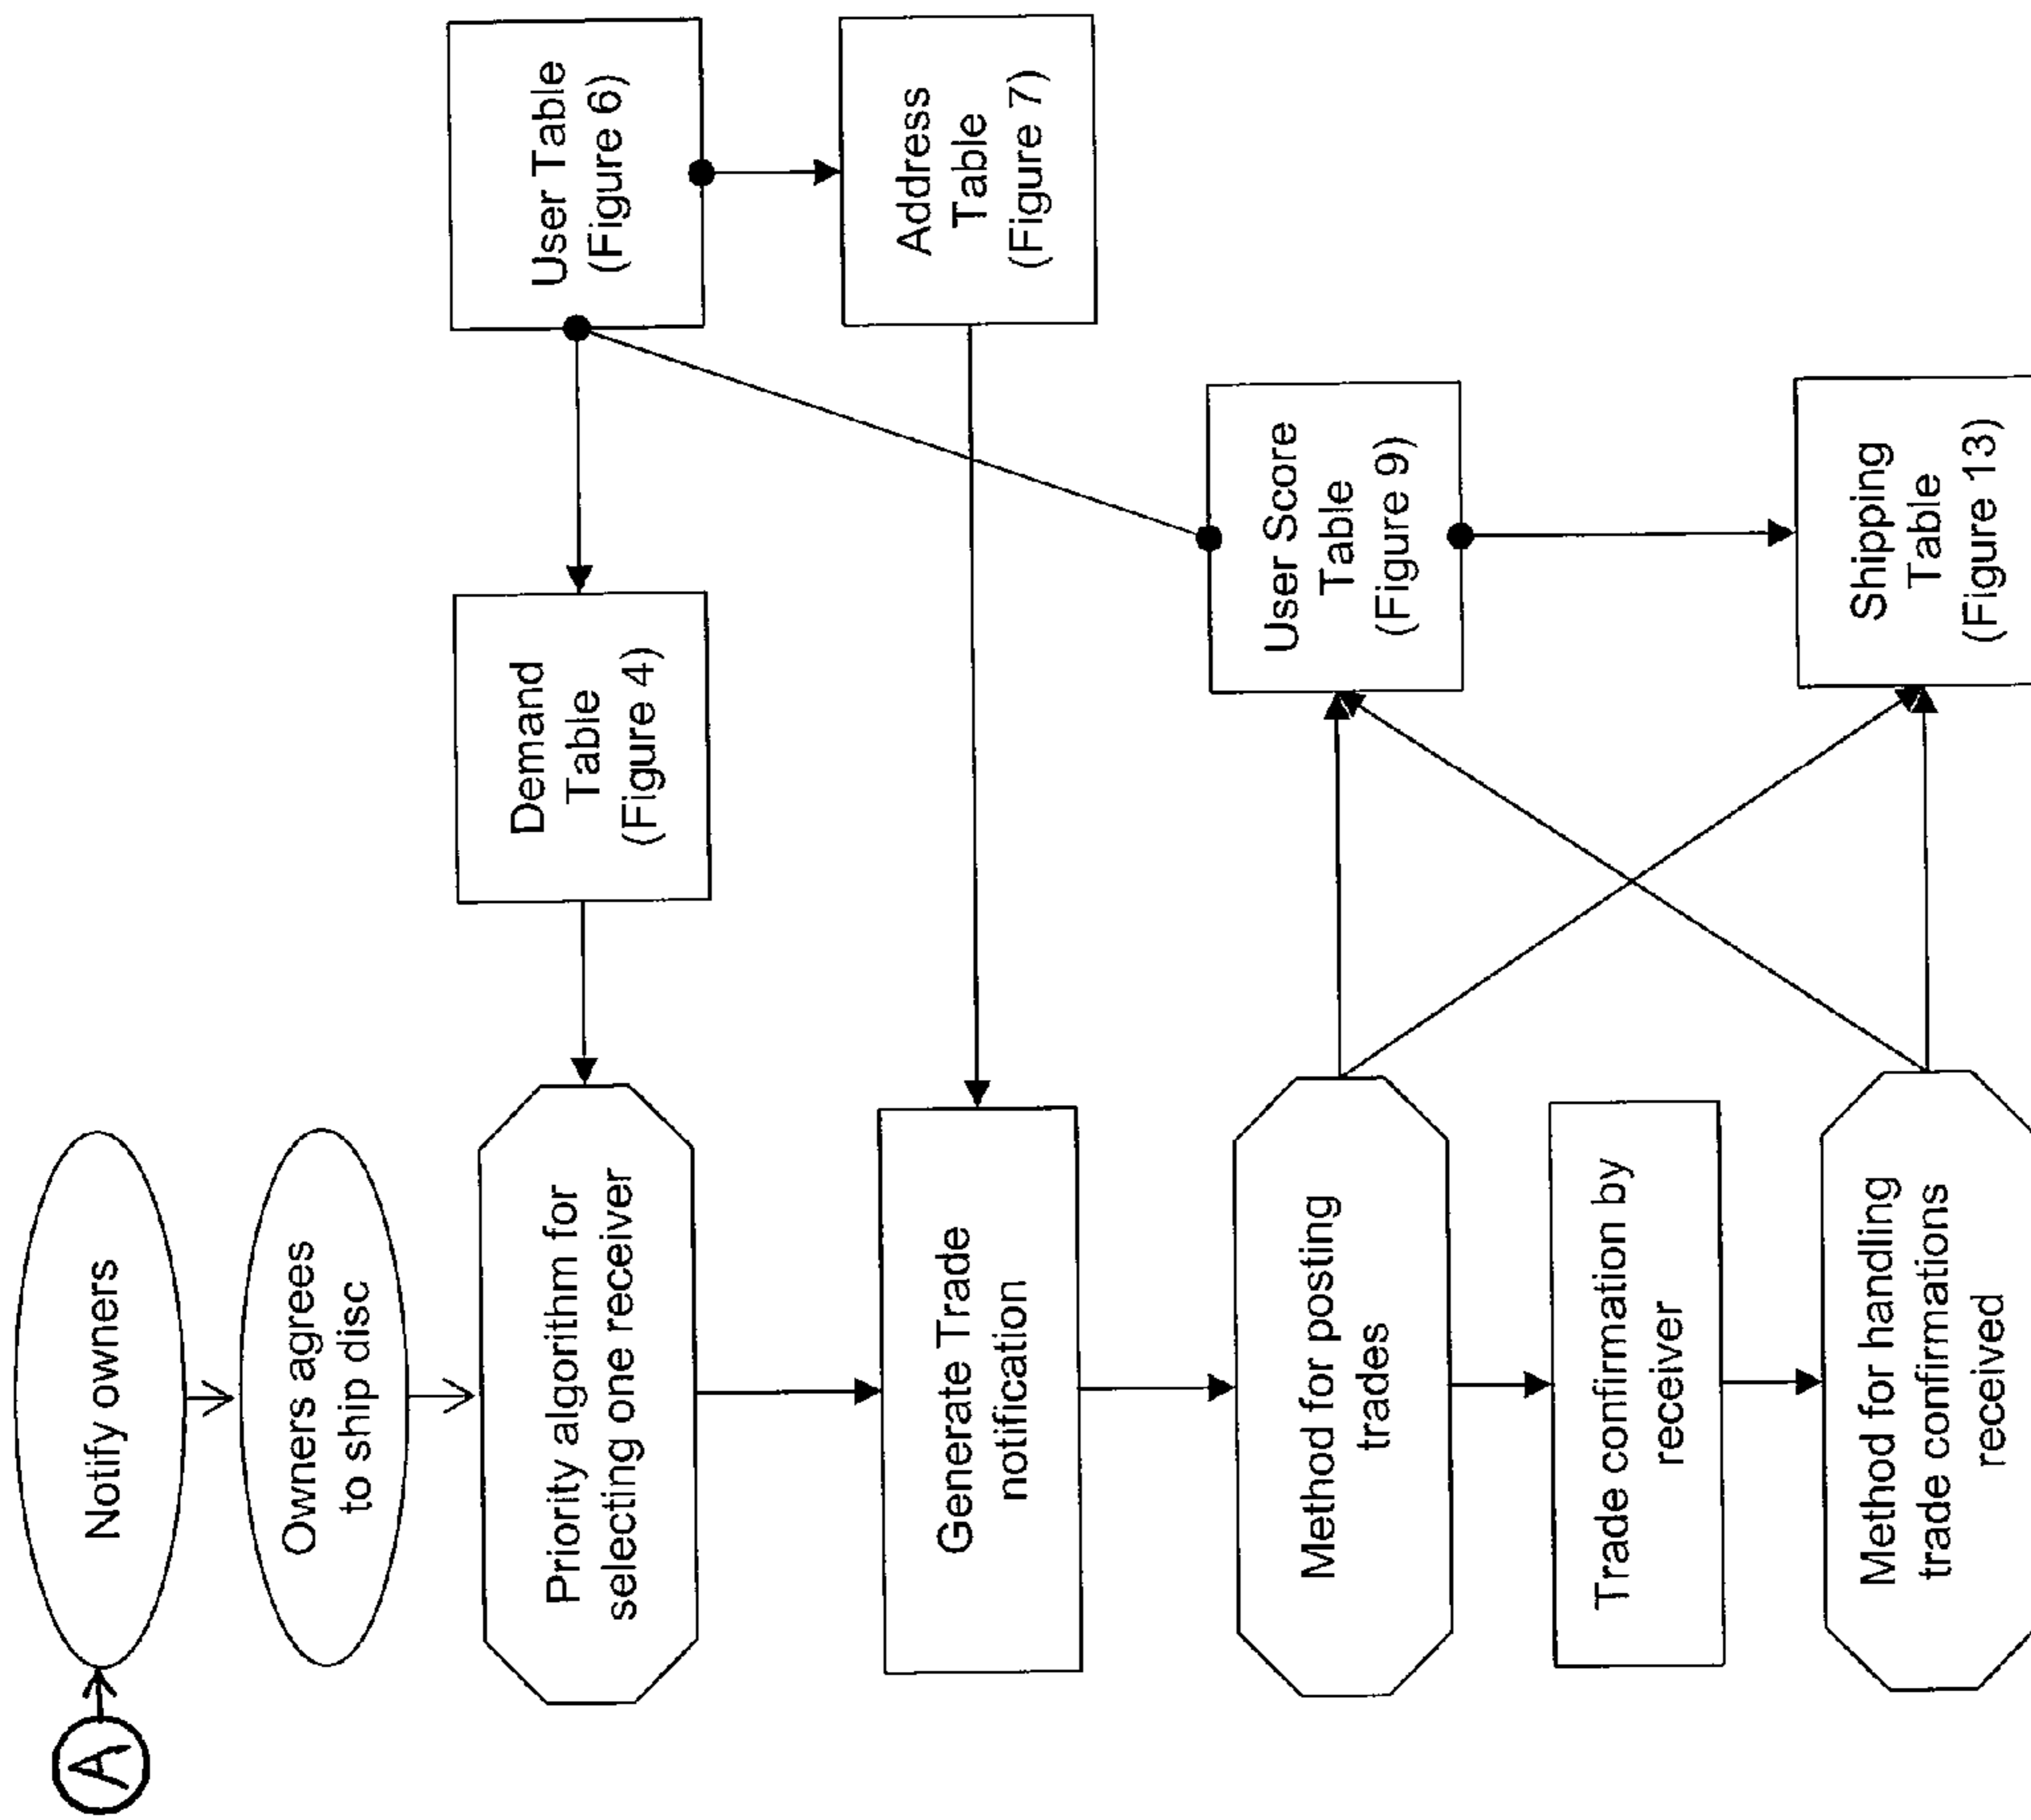 A
Notify owners
Owners agrees
to ship disc
Priority algorithm for
selecting one receiver
Generate Trade
notification
Method for posting
trades
Trade confirmation by
receiver
Method for handling
trade confirmations
received
Demand
Table
(Figure 4)
User Table
(Figure 6)
Address
Table
(Figure 7)
User Score
Table
(Figure 9)
Shipping
Table
(Figure 13)